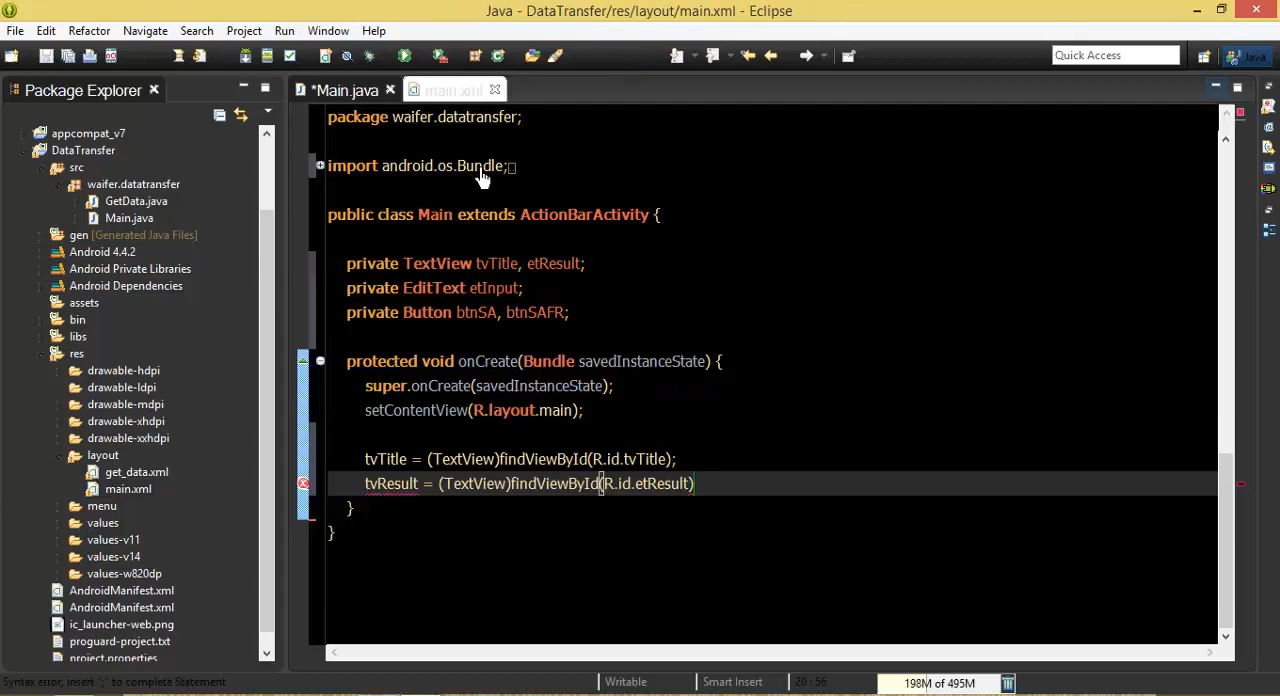 Java - DataTransfer/res/layout/main.xml - Eclipse
File Edit Refactor Navigate Search Project Run Window Help
Quick Access
Java
Package Explorer
*Main.java
main.xml
appcompat_v7
DataTransfer
src
waifer.datatransfer
GetData.java
Main.java
gen [Generated Java Files]
Android 4.4.2
Android Private Libraries
Android Dependencies
assets
bin
libs
res
drawable-hdpi
drawable-ldpi
drawable-mdpi
drawable-xhdpi
drawable-xxhdpi
layout
get_data.xml
main.xml
menu
values
values-v11
values-v14
values-w820dp
AndroidManifest.xml
AndroidManifest.xml
ic_launcher-web.png
proguard-project.txt
project.properties
package waifer.datatransfer;
import android.os.Bundle;
public class Main extends ActionBarActivity {
private TextView tvTitle, etResult;
private EditText etInput;
private Button btnSA, btnSAFR;
protected void onCreate(Bundle savedInstanceState) {
super.onCreate(savedInstanceState);
setContentView(R.layout.main);
tvTitle = (TextView)findViewById(R.id.tvTitle);
tvResult = (TextView)findViewById(R.id.etResult)
}
}
Syntax error, insert ";" to complete Statement
Writable
Smart Insert
20 : 56
198M of 495M